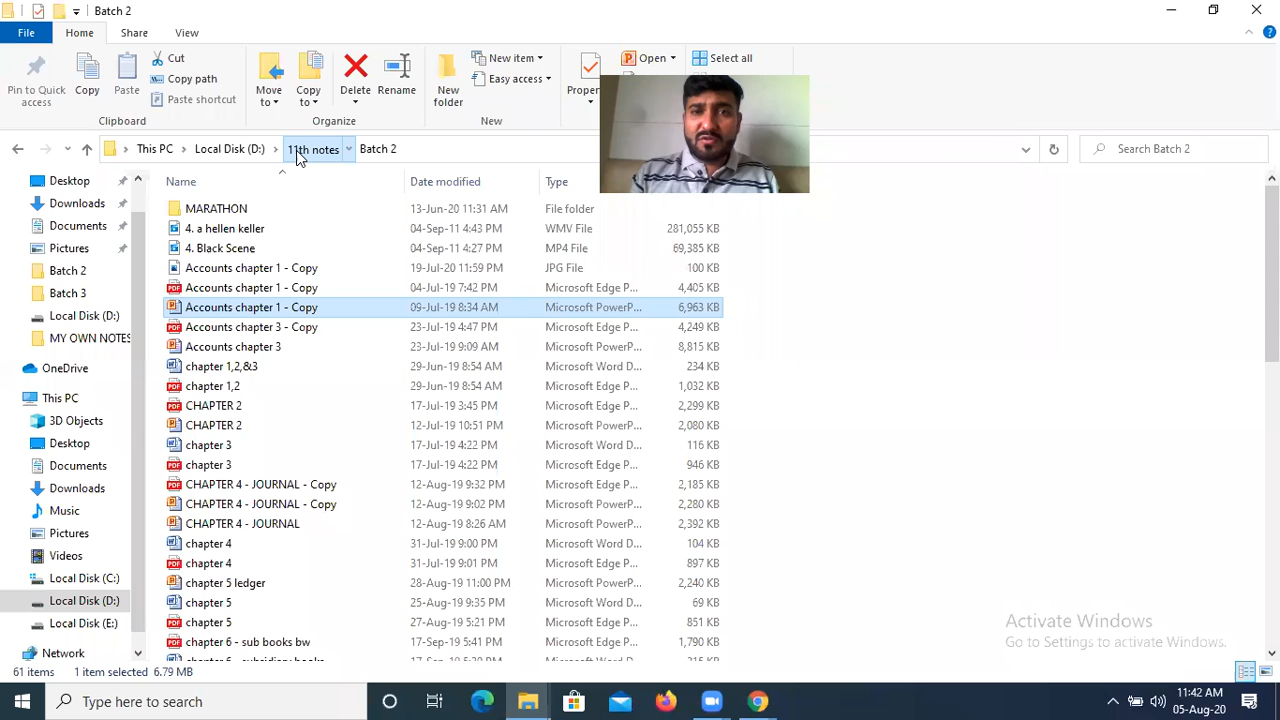 Batch 2
File Home Share View
Pin to Quick access
Copy
Paste
Cut
Copy path
Paste shortcut
Clipboard
Move to
Copy to
Delete
Rename
Organize
New folder
New item
Easy access
New
Open
Select all
This PC Local Disk (D:) 11th notes Batch 2
Search Batch 2
Name Date modified Type
Desktop
Downloads
Documents
Pictures
Batch 2
Batch 3
Local Disk (D:)
MY OWN NOTES
OneDrive
This PC
3D Objects
Desktop
Documents
Downloads
Music
Pictures
Videos
Local Disk (C:)
Local Disk (D:)
Local Disk (E:)
Network
MARATHON 13-Jun-20 11:31 AM File folder
4. a hellen keller 04-Sep-11 4:43 PM WMV File 281,055 KB
4. Black Scene 04-Sep-11 4:27 PM MP4 File 69,385 KB
Accounts chapter 1 - Copy 19-Jul-20 11:59 PM JPG File 100 KB
Accounts chapter 1 - Copy 04-Jul-19 7:42 PM Microsoft Edge P... 4,405 KB
Accounts chapter 1 - Copy 09-Jul-19 8:34 AM Microsoft PowerP... 6,963 KB
Accounts chapter 3 - Copy 23-Jul-19 4:47 PM Microsoft Edge P... 4,249 KB
Accounts chapter 3 23-Jul-19 9:09 AM Microsoft PowerP... 8,815 KB
chapter 1,2,&3 29-Jun-19 8:54 AM Microsoft Word D... 234 KB
chapter 1,2 29-Jun-19 8:54 AM Microsoft Edge P... 1,032 KB
CHAPTER 2 17-Jul-19 3:45 PM Microsoft Edge P... 2,299 KB
CHAPTER 2 12-Jul-19 10:51 PM Microsoft PowerP... 2,080 KB
chapter 3 17-Jul-19 4:22 PM Microsoft Word D... 116 KB
chapter 3 17-Jul-19 4:22 PM Microsoft Edge P... 946 KB
CHAPTER 4 - JOURNAL - Copy 12-Aug-19 9:32 PM Microsoft Edge P... 2,185 KB
CHAPTER 4 - JOURNAL - Copy 12-Aug-19 9:02 PM Microsoft PowerP... 2,280 KB
CHAPTER 4 - JOURNAL 12-Aug-19 8:26 AM Microsoft PowerP... 2,392 KB
chapter 4 31-Jul-19 9:00 PM Microsoft Word D... 104 KB
chapter 4 31-Jul-19 9:01 PM Microsoft Edge P... 897 KB
chapter 5 ledger 28-Aug-19 11:00 PM Microsoft PowerP... 2,240 KB
chapter 5 25-Aug-19 9:35 PM Microsoft Word D... 69 KB
chapter 5 27-Aug-19 5:21 PM Microsoft Edge P... 851 KB
chapter 6 - sub books bw 17-Sep-19 5:41 PM Microsoft Edge P... 1,790 KB
Activate Windows
Go to Settings to activate Windows.
61 items 1 item selected 6.79 MB
Type here to search
11:42 AM
05-Aug-20